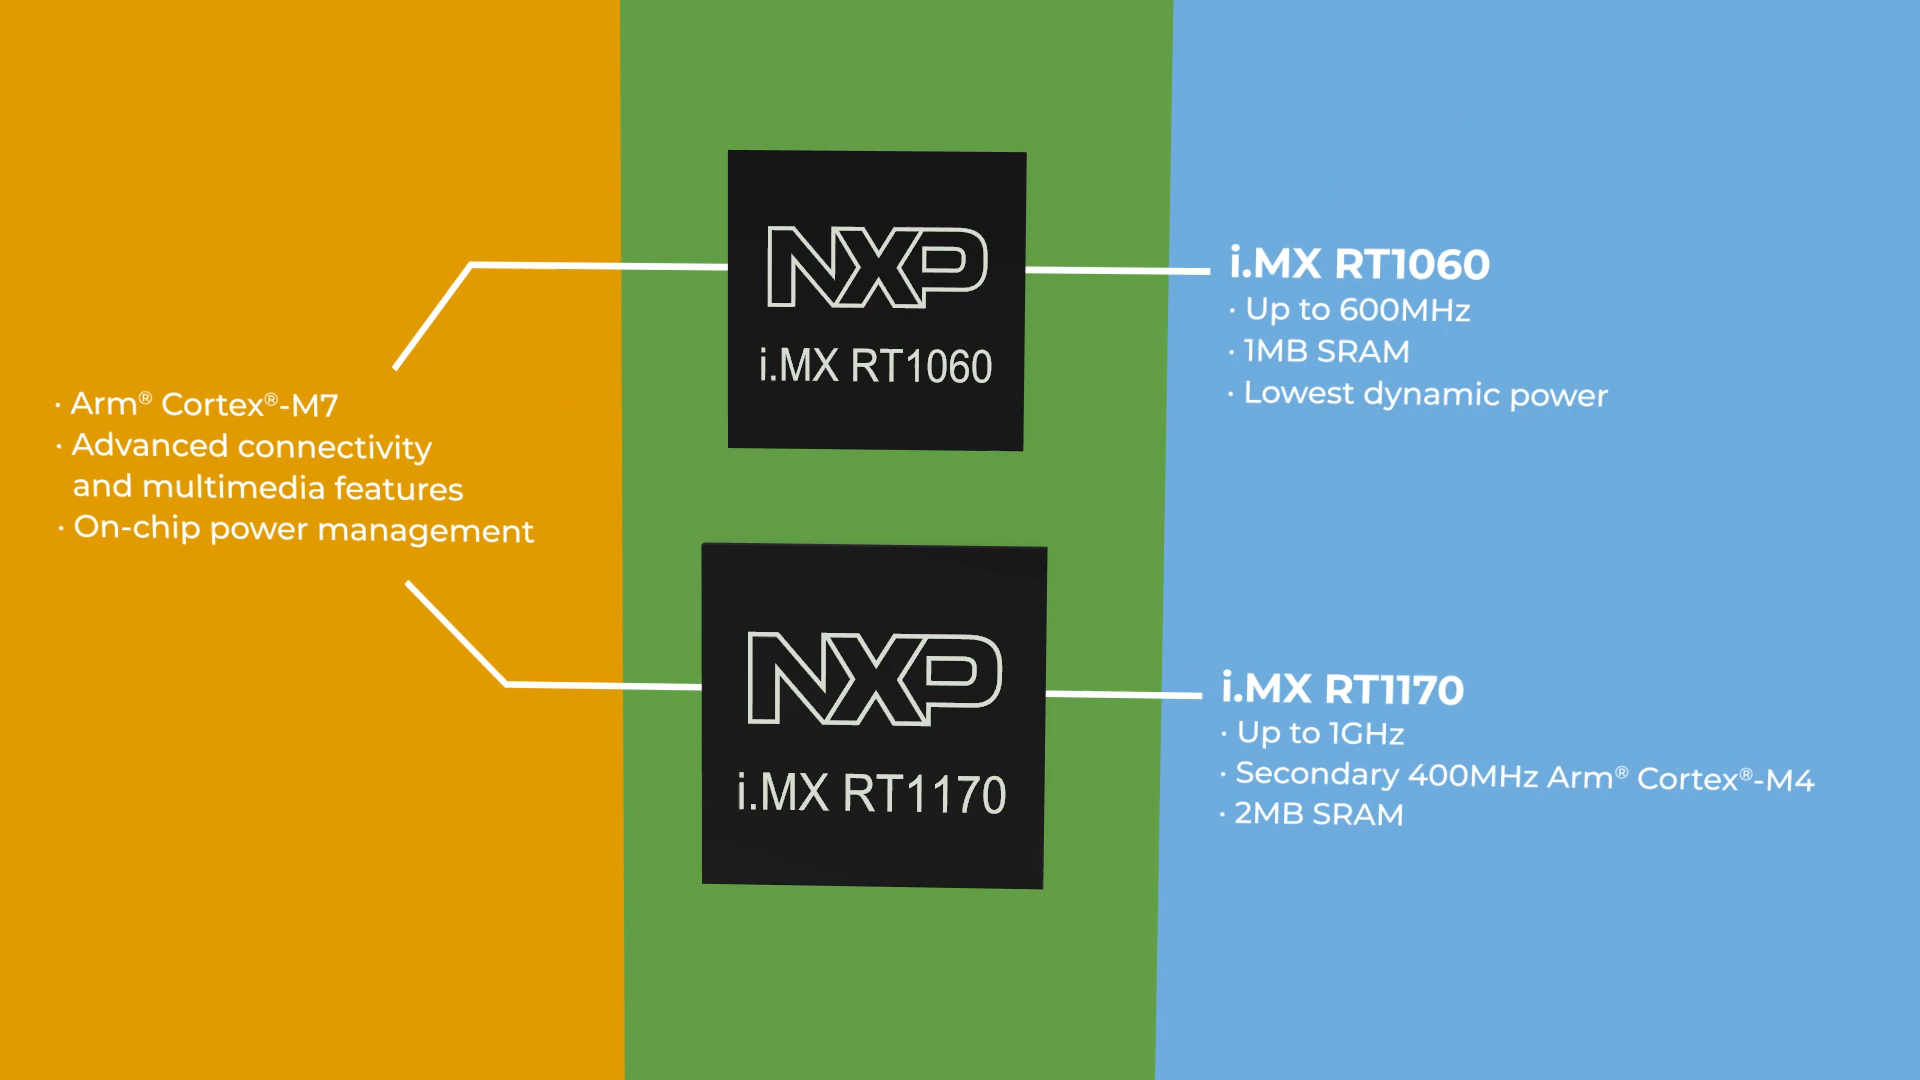 · Arm® Cortex®-M7
· Advanced connectivity
and multimedia features
· On-chip power management
NXP
i.MX RT1060
NXP
i.MX RT1170
i.MX RT1060
· Up to 600MHz
· 1MB SRAM
· Lowest dynamic power
i.MX RT1170
· Up to 1GHz
· Secondary 400MHz Arm® Cortex®-M4
· 2MB SRAM